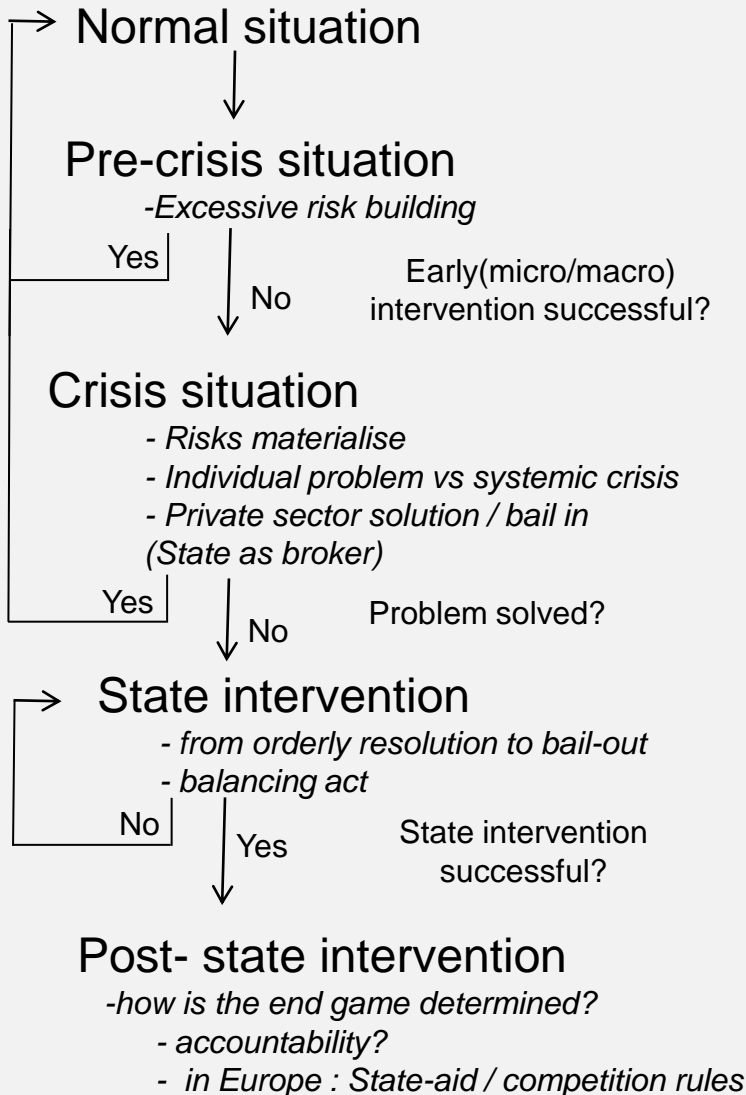 Normal situation
Pre-crisis situation
-Excessive risk building
Yes
No
Early(micro/macro)
intervention successful?
Crisis situation
- Risks materialise
- Individual problem vs systemic crisis
- Private sector solution / bail in
(State as broker)
Yes
No
Problem solved?
State intervention
- from orderly resolution to bail-out
- balancing act
No
Yes
State intervention
successful?
Post- state intervention
-how is the end game determined?
- accountability?
- in Europe : State-aid / competition rules